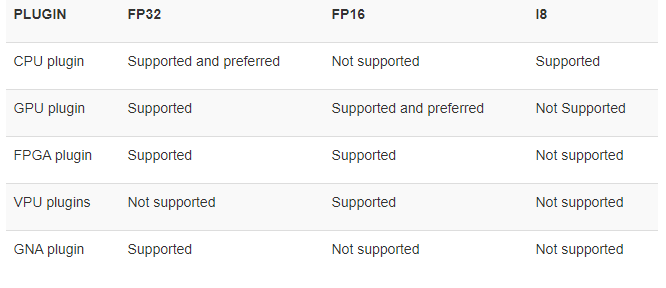 PLUGIN FP32 FP16 I8
CPU plugin Supported and preferred Not supported Supported
GPU plugin Supported Supported and preferred Not Supported
FPGA plugin Supported Supported Not supported
VPU plugins Not supported Supported Not supported
GNA plugin Supported Not supported Not supported